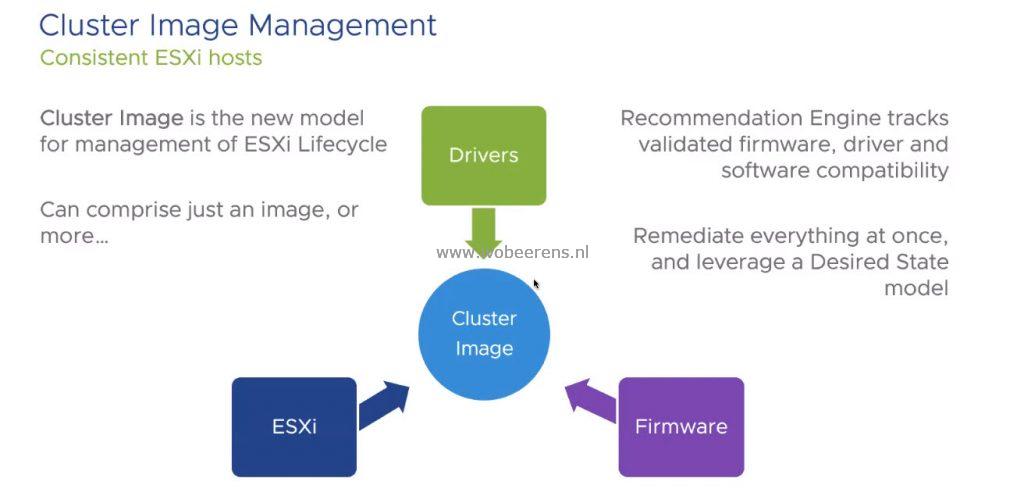 Cluster Image Management
Consistent ESXi hosts
Cluster Image is the new model
for management of ESXi Lifecycle
Can comprise just an image, or
more...
Drivers
Recommendation Engine tracks
validated firmware, driver and
software compatibility
Remediate everything at once,
and leverage a Desired State
model
www.vobeerens.nl
Cluster
Image
ESXi
Firmware